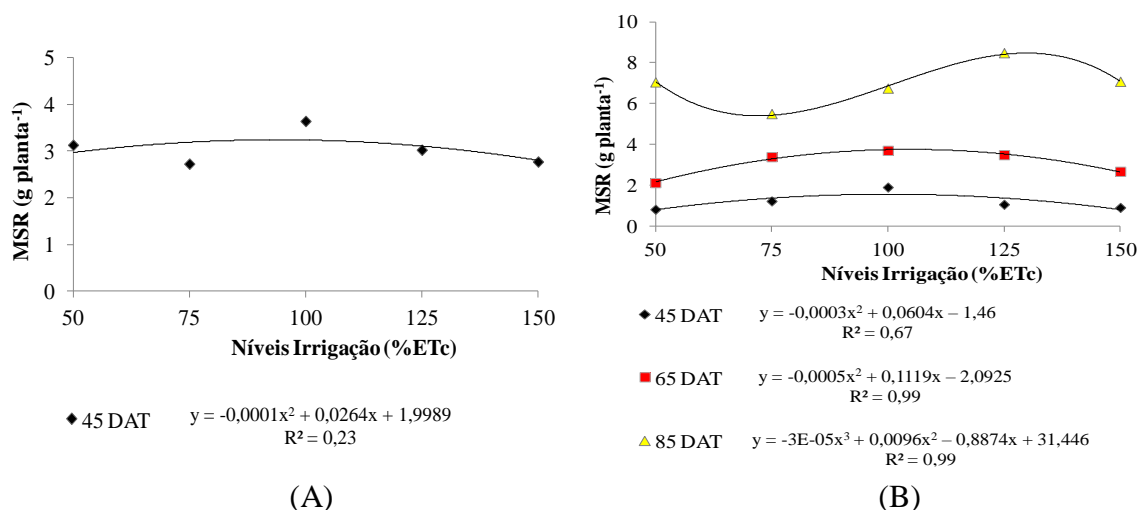 5
4
3
2
1
0
MSR (g planta⁻¹)
50 75 100 125 150
Níveis Irrigação (%ETc)
45 DAT y = -0,0001x² + 0,0264x + 1,9989
R² = 0,23
(A)
10
8
6
4
2
0
MSR (g planta⁻¹)
50 75 100 125 150
Níveis Irrigação (%ETc)
45 DAT y = -0,0003x² + 0,0604x – 1,46
R² = 0,67
65 DAT y = -0,0005x² + 0,1119x – 2,0925
R² = 0,99
85 DAT y = -3E-05x³ + 0,0096x² – 0,8874x + 31,446
R² = 0,99
(B)